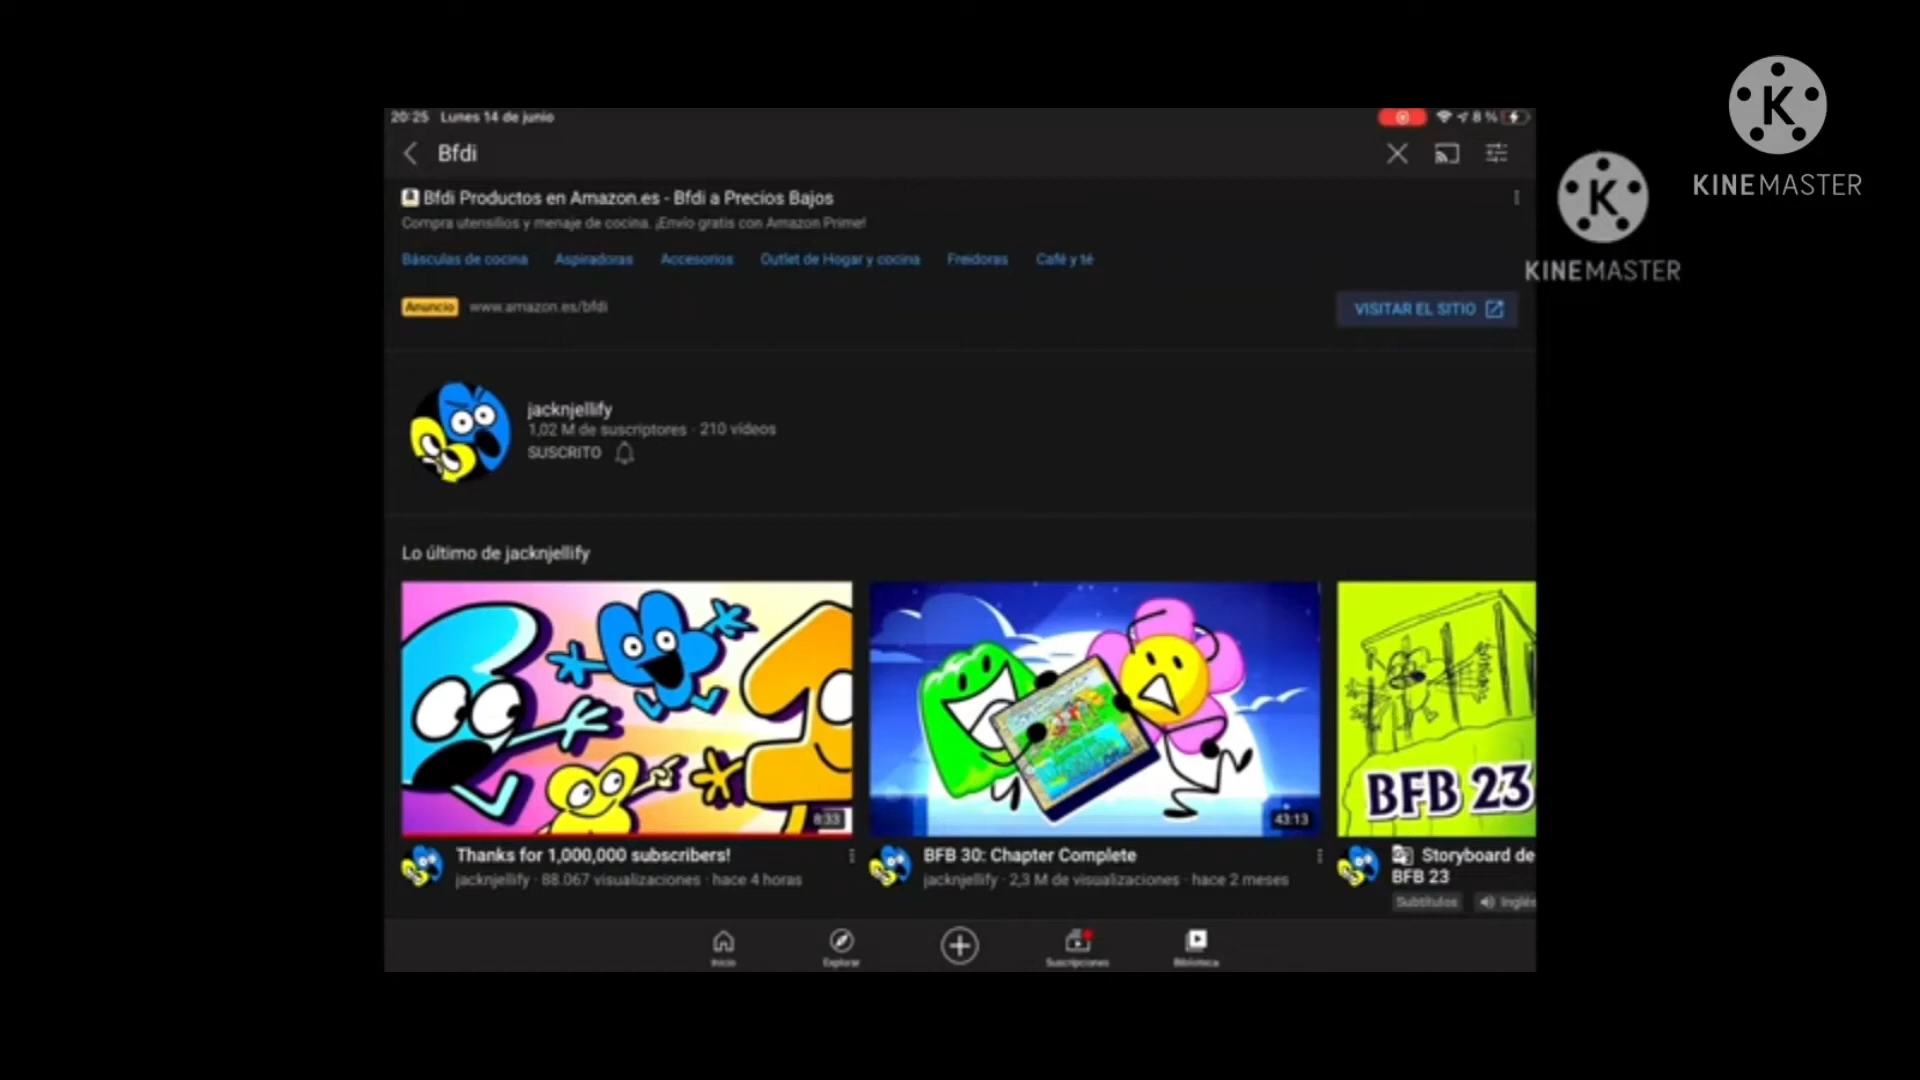 20:25 Lunes 14 de junio
8 %
Bfdi
KINEMASTER
KINEMASTER
Bfdi Productos en Amazon.es - Bfdi a Precios Bajos
Compra utensilios y menaje de cocina. ¡Envío gratis con Amazon Prime!
Básculas de cocina Aspiradoras Accesorios Outlet de Hogar y cocina Freidoras Café y té
Anuncio www.amazon.es/bfdi
VISITAR EL SITIO
jacknjellify
1,02 M de suscriptores · 210 vídeos
SUSCRITO
Lo último de jacknjellify
BFB 23
8:33
43:13
Thanks for 1,000,000 subscribers!
jacknjellify · 88.067 visualizaciones · hace 4 horas
BFB 30: Chapter Complete
jacknjellify · 2,3 M de visualizaciones · hace 2 meses
Storyboard de
BFB 23
Subtítulos Inglés
Inicio Explorar Suscripciones Biblioteca